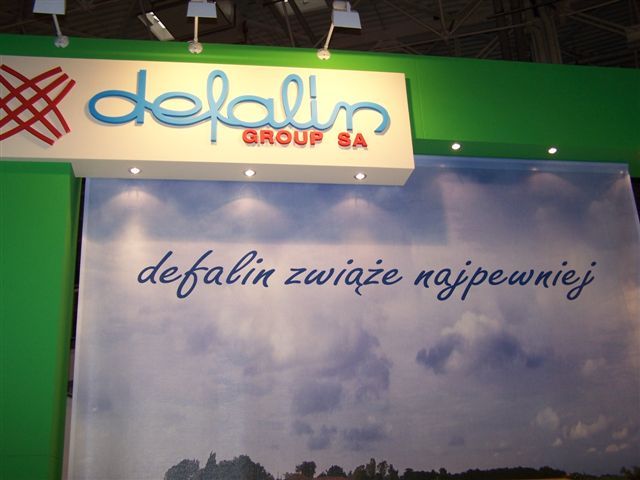 defalin
GROUP SA
defalin zwiąże najpewniej